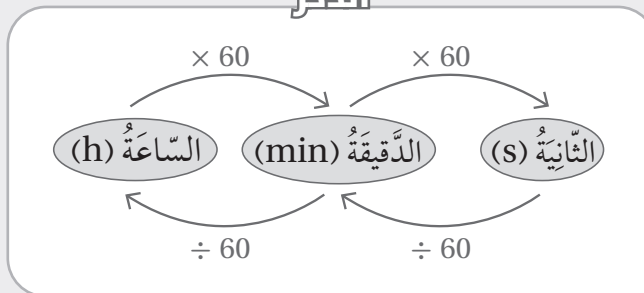 × 60 × 60
السّاعَةُ (h) الدَّقيقَةُ (min) الثّانِيَةُ (s)
÷ 60 ÷ 60